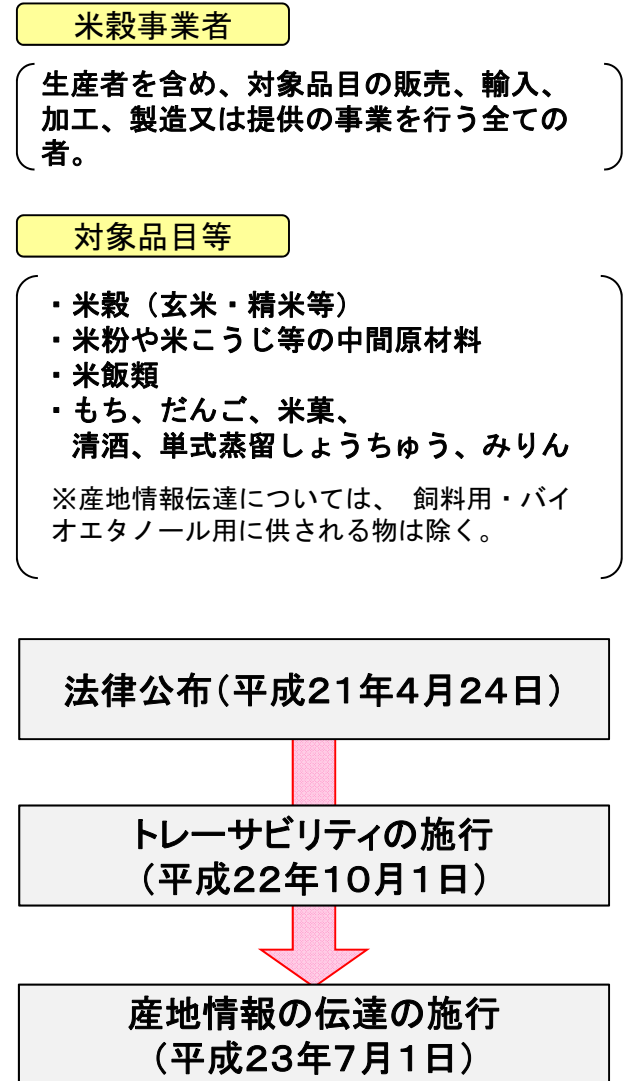 米穀事業者
生産者を含め、対象品目の販売、輸入、
加工、製造又は提供の事業を行う全ての
者。
対象品目等
・米穀（玄米・精米等）
・米粉や米こうじ等の中間原材料
・米飯類
・もち、だんご、米菓、
清酒、単式蒸留しょうちゅう、みりん
※産地情報伝達については、 飼料用・バイ
オエタノール用に供される物は除く。
法律公布（平成２１年４月２４日）
トレーサビリティの施行
（平成２２年１０月１日）
産地情報の伝達の施行
（平成２３年７月１日）